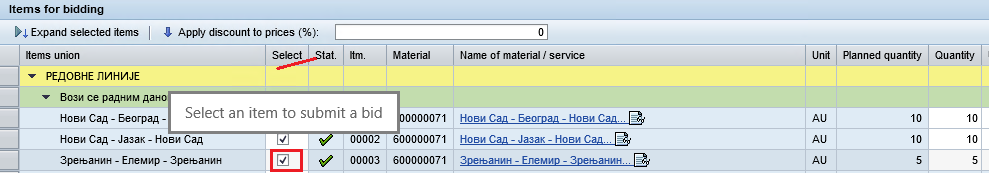 Items for bidding
Expand selected items Apply discount to prices (%): 0
Items union Select Stat. Itm. Material Name of material / service Unit Planned quantity Quantity
РЕДОВНЕ ЛИНИЈЕ
Вози се радним
Select an item to submit a bid
Нови Сад - Београд - Нови 00000071 Нови Сад - Београд - Нови Сад... AU 10 10
Нови Сад - Јазак - Нови Сад 00002 600000071 Нови Сад - Јазак - Нови Сад... AU 10 10
Зрењанин - Елемир - Зрењанин 00003 600000071 Зрењанин - Елемир - Зрењанин... AU 5 5